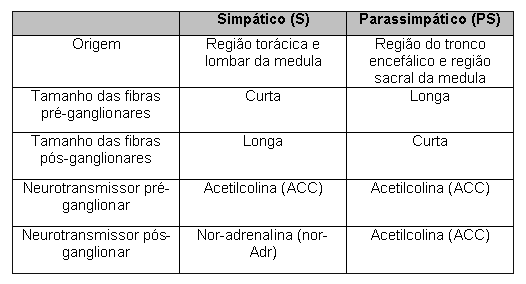 Simpático (S) Parassimpático (PS)
Origem Região torácica e Região do tronco
lombar da medula encefálico e região
sacral da medula
Tamanho das fibras Curta Longa
pré-ganglionares
Tamanho das fibras Longa Curta
pós-ganglionares
Neurotransmissor pré- Acetilcolina (ACC) Acetilcolina (ACC)
ganglionar
Neurotransmissor pós- Nor-adrenalina (nor- Acetilcolina (ACC)
ganglionar Adr)